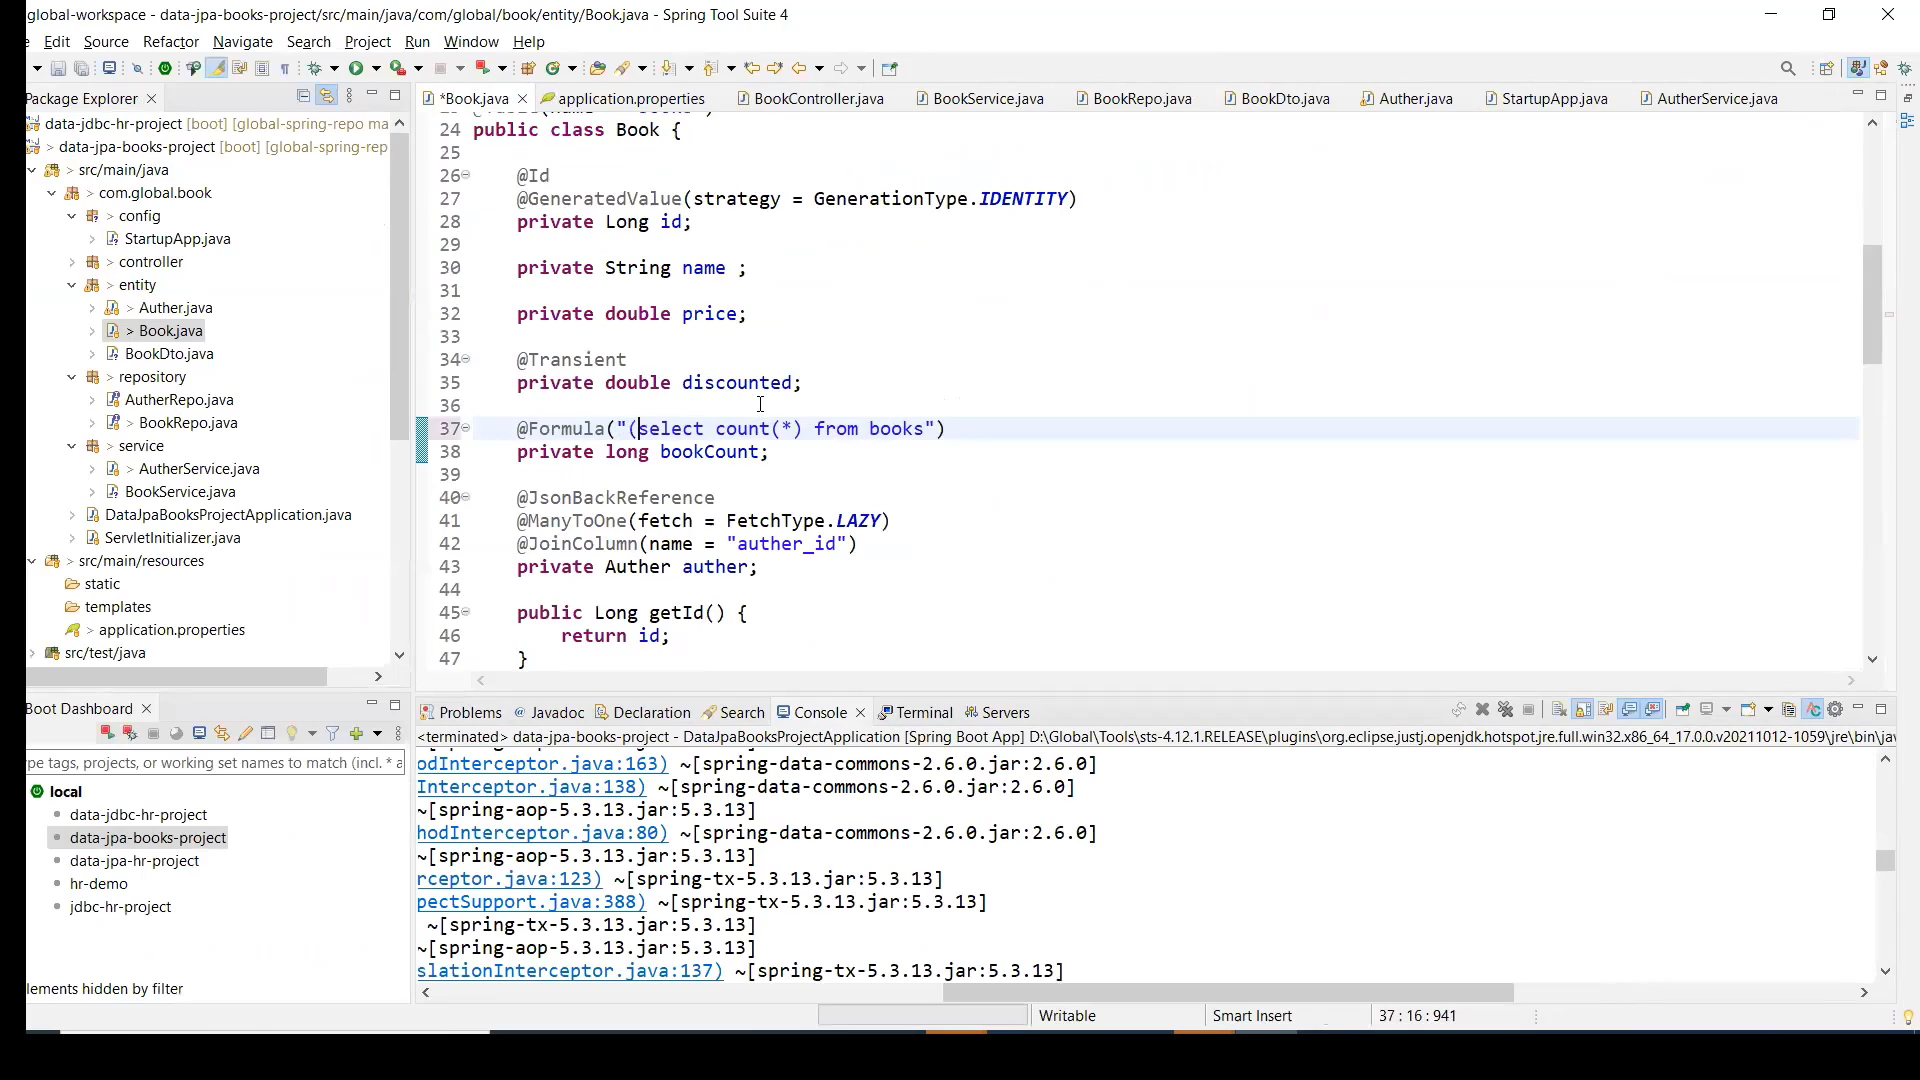 global-workspace - data-jpa-books-project/src/main/java/com/global/book/entity/Book.java - Spring Tool Suite 4
Edit Source Refactor Navigate Search Project Run Window Help
Package Explorer
*Book.java application.properties BookController.java BookService.java BookRepo.java BookDto.java Auther.java StartupApp.java AutherService.java
data-jdbc-hr-project [boot] [global-spring-repo ma
> data-jpa-books-project [boot] [global-spring-rep
> src/main/java
> com.global.book
> config
StartupApp.java
> controller
> entity
> Auther.java
> Book.java
BookDto.java
> repository
> AutherRepo.java
> BookRepo.java
> service
> AutherService.java
BookService.java
DataJpaBooksProjectApplication.java
ServletInitializer.java
> src/main/resources
static
templates
> application.properties
src/test/java
24 public class Book {
25
26 @Id
27 @GeneratedValue(strategy = GenerationType.IDENTITY)
28 private Long id;
29
30 private String name ;
31
32 private double price;
33
34 @Transient
35 private double discounted;
36
37 @Formula("(select count(*) from books")
38 private long bookCount;
39
40 @JsonBackReference
41 @ManyToOne(fetch = FetchType.LAZY)
42 @JoinColumn(name = "auther_id")
43 private Auther auther;
44
45 public Long getId() {
46 return id;
47 }
Boot Dashboard
ype tags, projects, or working set names to match (incl. * a
local
data-jdbc-hr-project
data-jpa-books-project
data-jpa-hr-project
hr-demo
jdbc-hr-project
lements hidden by filter
Problems @ Javadoc Declaration Search Console Terminal Servers
<terminated> data-jpa-books-project - DataJpaBooksProjectApplication [Spring Boot App] D:\Global\Tools\sts-4.12.1.RELEASE\plugins\org.eclipse.justj.openjdk.hotspot.jre.full.win32.x86_64_17.0.0.v20211012-1059\jre\bin\jav
odInterceptor.java:163) ~[spring-data-commons-2.6.0.jar:2.6.0]
Interceptor.java:138) ~[spring-data-commons-2.6.0.jar:2.6.0]
~[spring-aop-5.3.13.jar:5.3.13]
hodInterceptor.java:80) ~[spring-data-commons-2.6.0.jar:2.6.0]
~[spring-aop-5.3.13.jar:5.3.13]
rceptor.java:123) ~[spring-tx-5.3.13.jar:5.3.13]
pectSupport.java:388) ~[spring-tx-5.3.13.jar:5.3.13]
~[spring-tx-5.3.13.jar:5.3.13]
~[spring-aop-5.3.13.jar:5.3.13]
slationInterceptor.java:137) ~[spring-tx-5.3.13.jar:5.3.13]
Writable Smart Insert 37 : 16 : 941